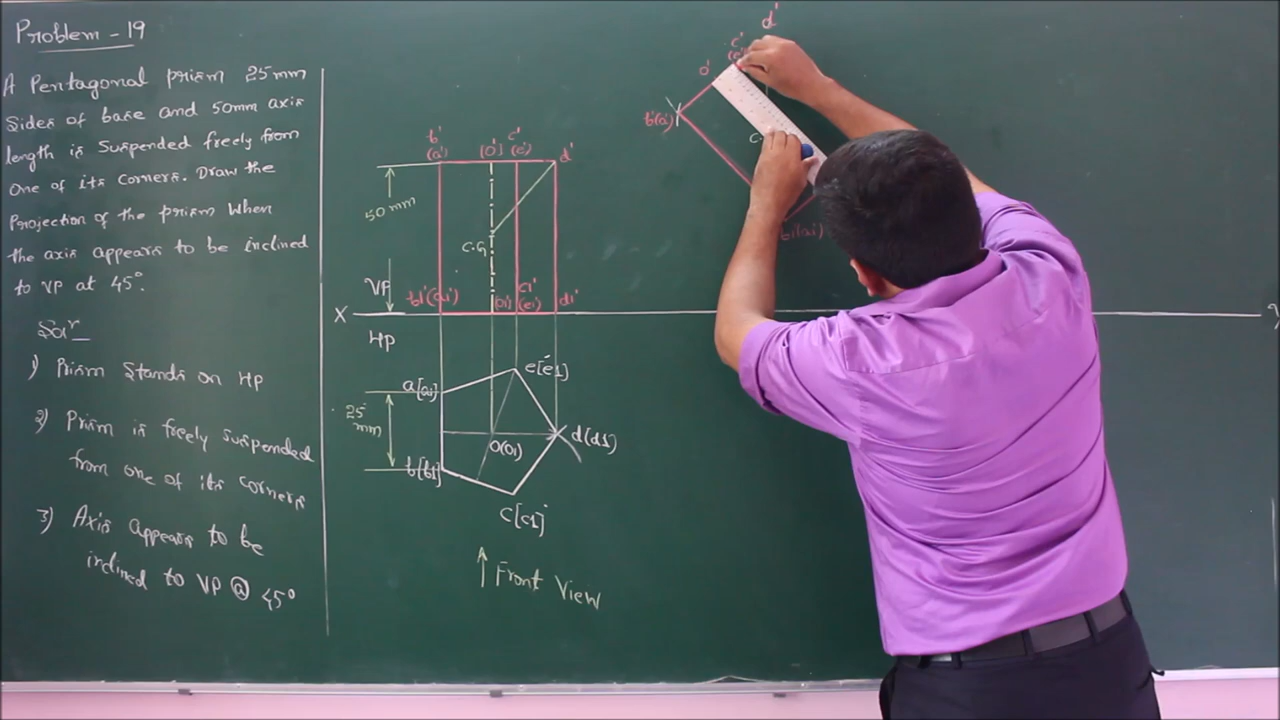 Problem - 19
A Pentagonal prism 25mm
Sides of base and 50mm axis
length is Suspended freely from
One of its Corners. Draw the
Projection of the prism When
the axis appears to be inclined
to VP at 45°.
Sol^r
1) Prism Stands on HP
2) Prism is freely Suspended
from one of its corners
3) Axis appears to be
inclined to VP @ 45°
b'
(a')
[o']
c'
(e')
d'
50 mm
C.G
VP
b1'(a1')
(o1')
c1'
(e1')
d1'
X
HP
a[a1]
e[e1]
25
mm
O(O1)
d(d1)
b[b1]
c[c1]
Front View
d'
c'
(e')
o'
b'(a')
C.
b1'(a1')